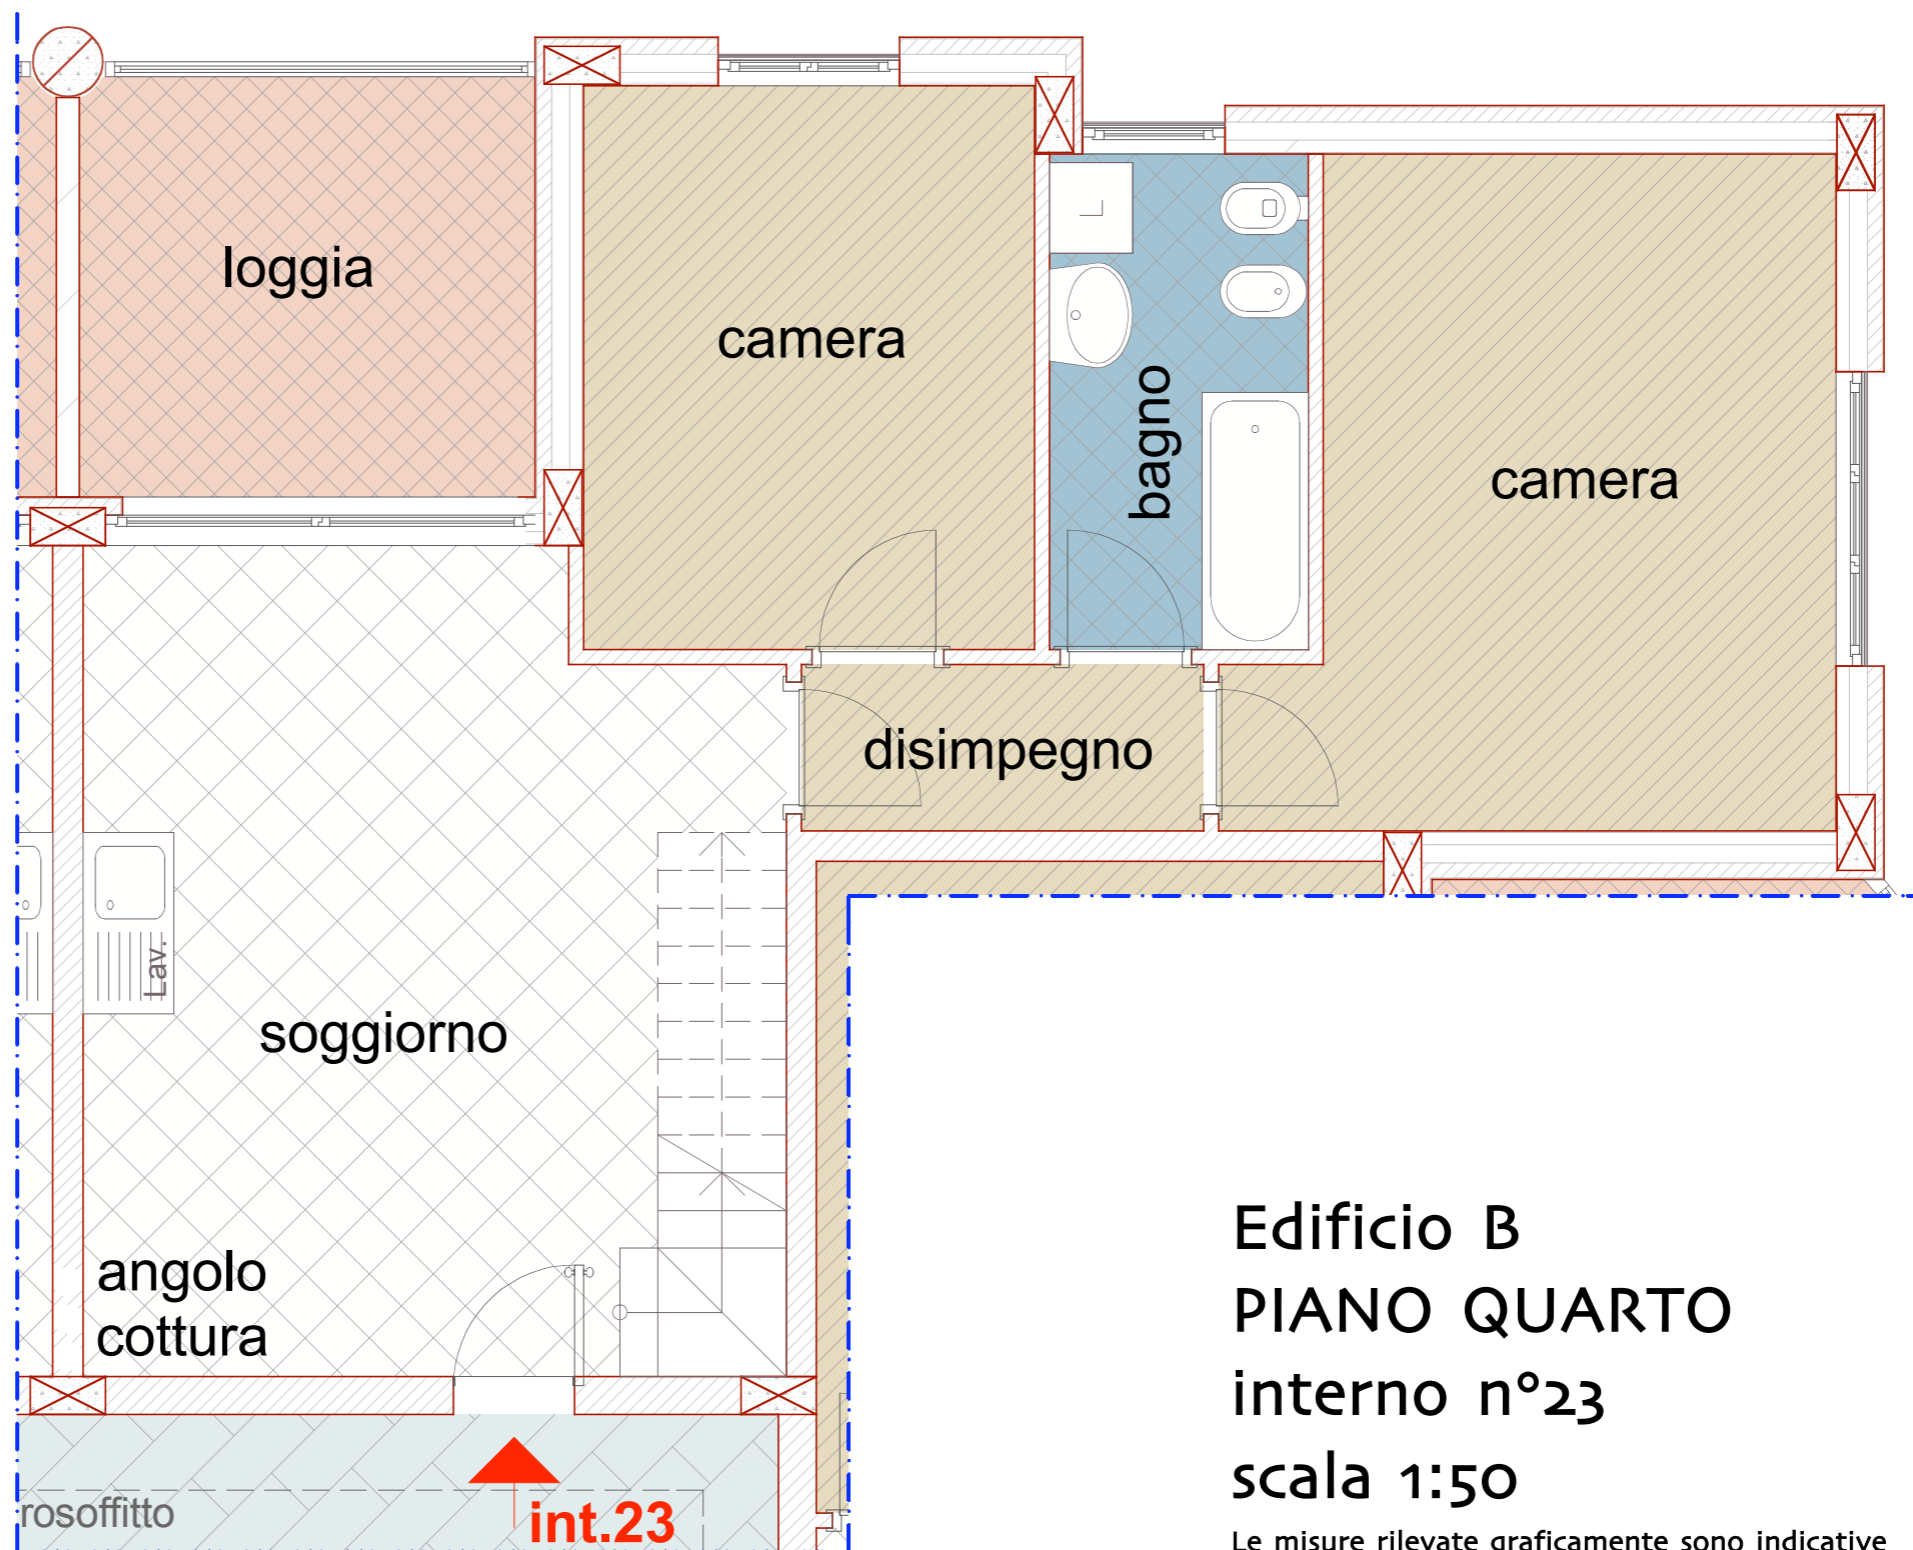 loggia
camera
bagno
camera
disimpegno
Lav.
soggiorno
angolo
cottura
rosoffitto
int.23
L
Edificio B
PIANO QUARTO
interno n°23
scala 1:50
Le misure rilevate graficamente sono indicative